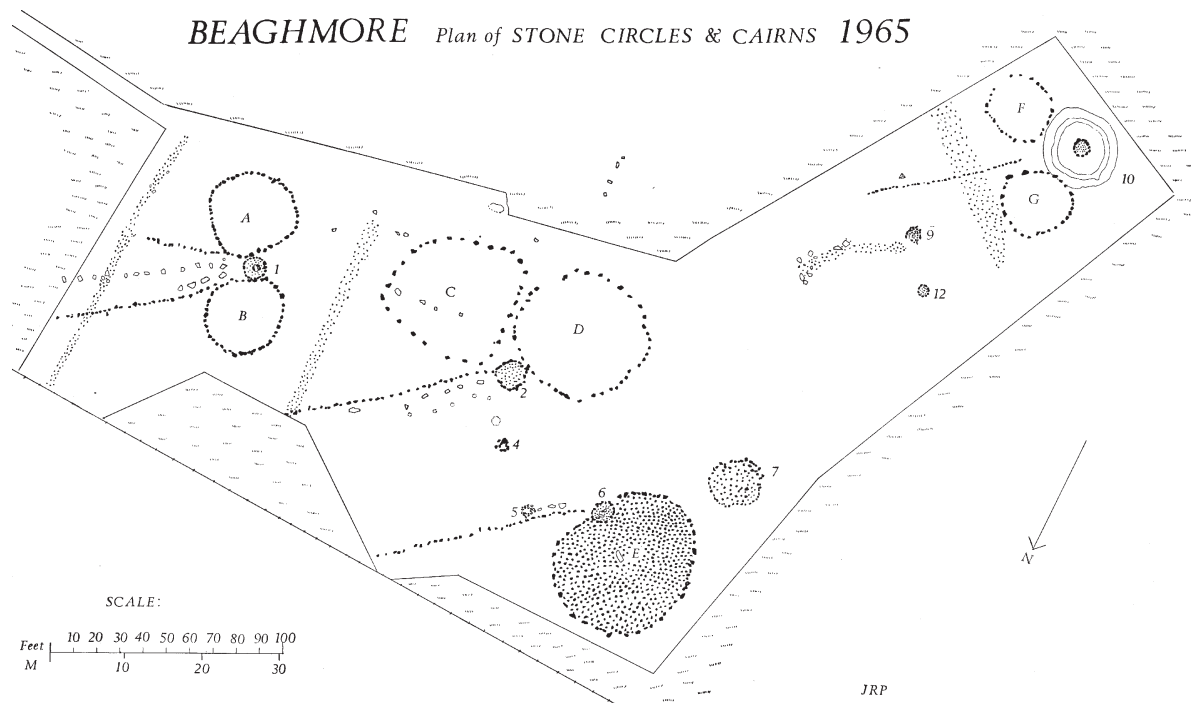 BEAGHMORE Plan of STONE CIRCLES & CAIRNS 1965
F
10
A
G
9
1
C
12
B
D
2
4
7
6
5
E
N
SCALE:
Feet 10 20 30 40 50 60 70 80 90 100
M 10 20 30
JRP